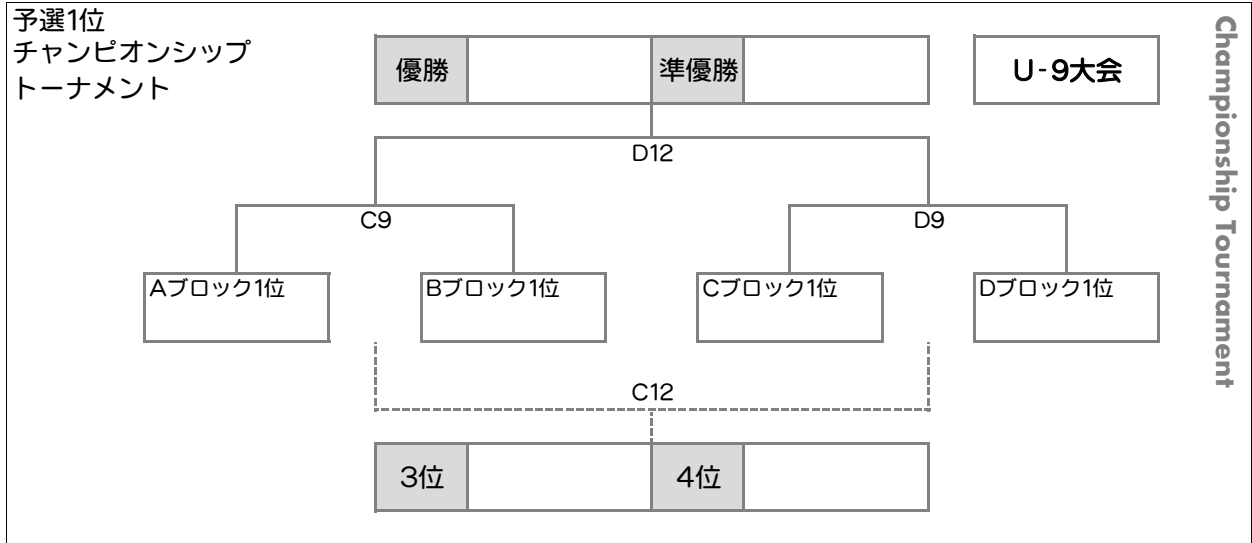 予選1位
チャンピオンシップ
トーナメント
優勝
準優勝
U-9大会
Championship Tournament
D12
C9
D9
Aブロック1位
Bブロック1位
Cブロック1位
Dブロック1位
C12
3位
4位